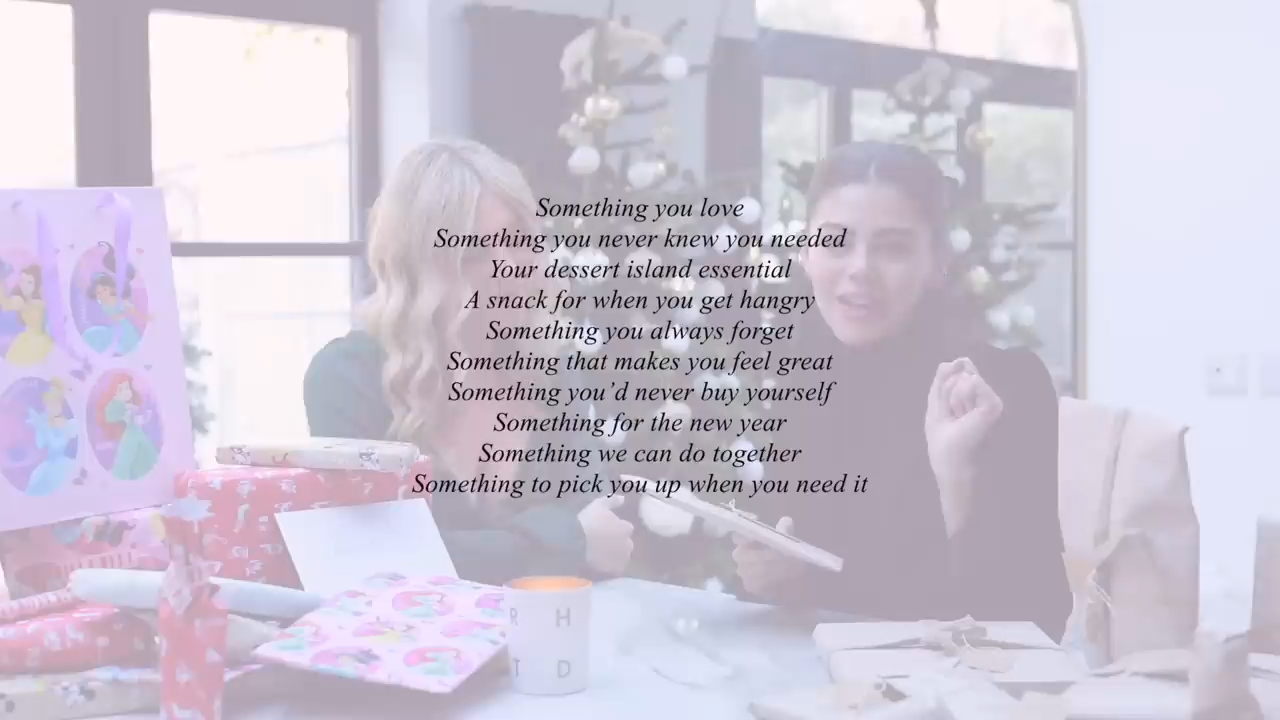 Something you love
Something you never knew you needed
Your dessert island essential
A snack for when you get hangry
Something you always forget
Something that makes you feel great
Something you’d never buy yourself
Something for the new year
Something we can do together
Something to pick you up when you need it
R H
T D